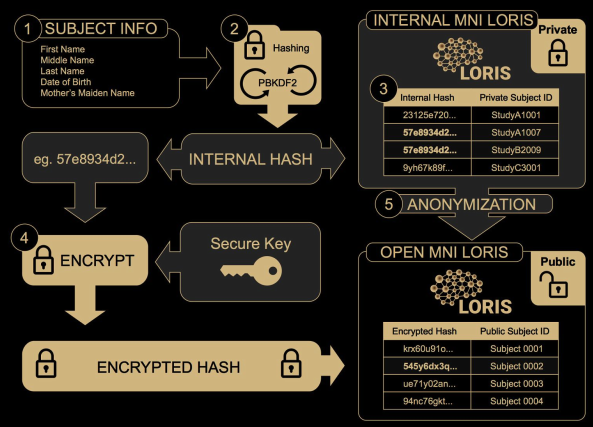 1 SUBJECT INFO
First Name
Middle Name
Last Name
Date of Birth
Mother's Maiden Name
2
Hashing
PBKDF2
INTERNAL MNI LORIS
Private
LORIS
3
Internal Hash Private Subject ID
23125e720... StudyA1001
57e8934d2... StudyA1007
57e8934d2... StudyB2009
9yh67k89f... StudyC3001
eg. 57e8934d2...
INTERNAL HASH
5 ANONYMIZATION
4
ENCRYPT
Secure Key
OPEN MNI LORIS
Public
LORIS
Encrypted Hash Public Subject ID
krx60u91o... Subject 0001
545y6dx3q... Subject 0002
ue71y02an... Subject 0003
94nc76gkt... Subject 0004
ENCRYPTED HASH